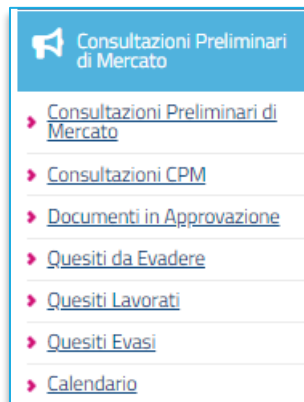 Consultazioni Preliminari
di Mercato
Consultazioni Preliminari di
Mercato
Consultazioni CPM
Documenti in Approvazione
Quesiti da Evadere
Quesiti Lavorati
Quesiti Evasi
Calendario